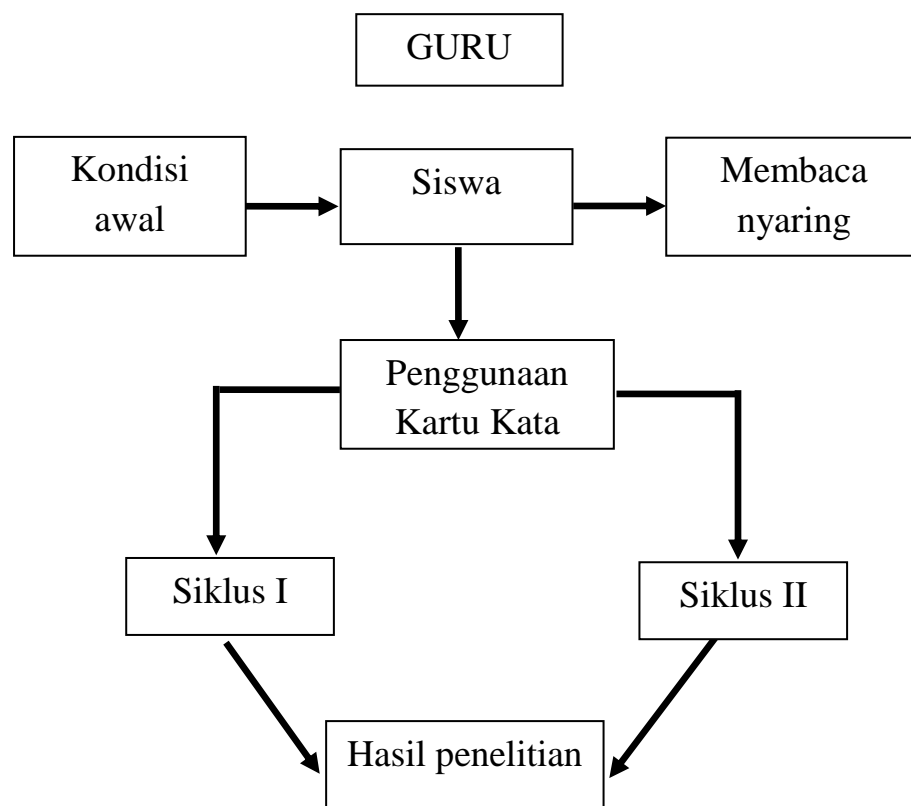 GURU
Kondisi
awal
Siswa
Membaca
nyaring
Penggunaan
Kartu Kata
Siklus I
Siklus II
Hasil penelitian